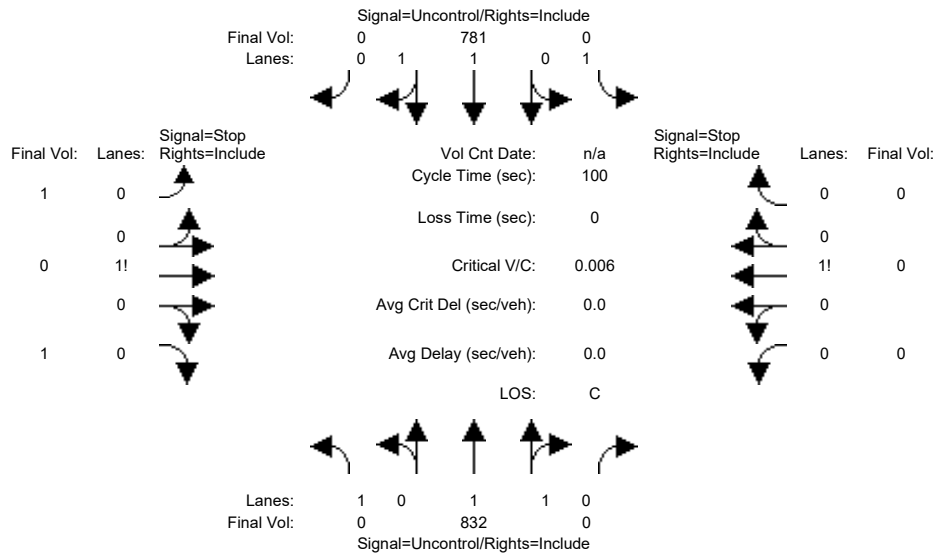 Signal=Uncontrol/Rights=Include
Final Vol: 0 781 0
Lanes: 0 1 1 0 1
Signal=Stop Signal=Stop
Final Vol: Lanes: Rights=Include Vol Cnt Date: n/a Rights=Include Lanes: Final Vol:
Cycle Time (sec): 100
1 0 0 0
Loss Time (sec): 0
0 0
0 1! Critical V/C: 0.006 1! 0
0 Avg Crit Del (sec/veh): 0.0 0
1 0 Avg Delay (sec/veh): 0.0 0 0
LOS: C
Lanes: 1 0 1 1 0
Final Vol: 0 832 0
Signal=Uncontrol/Rights=Include